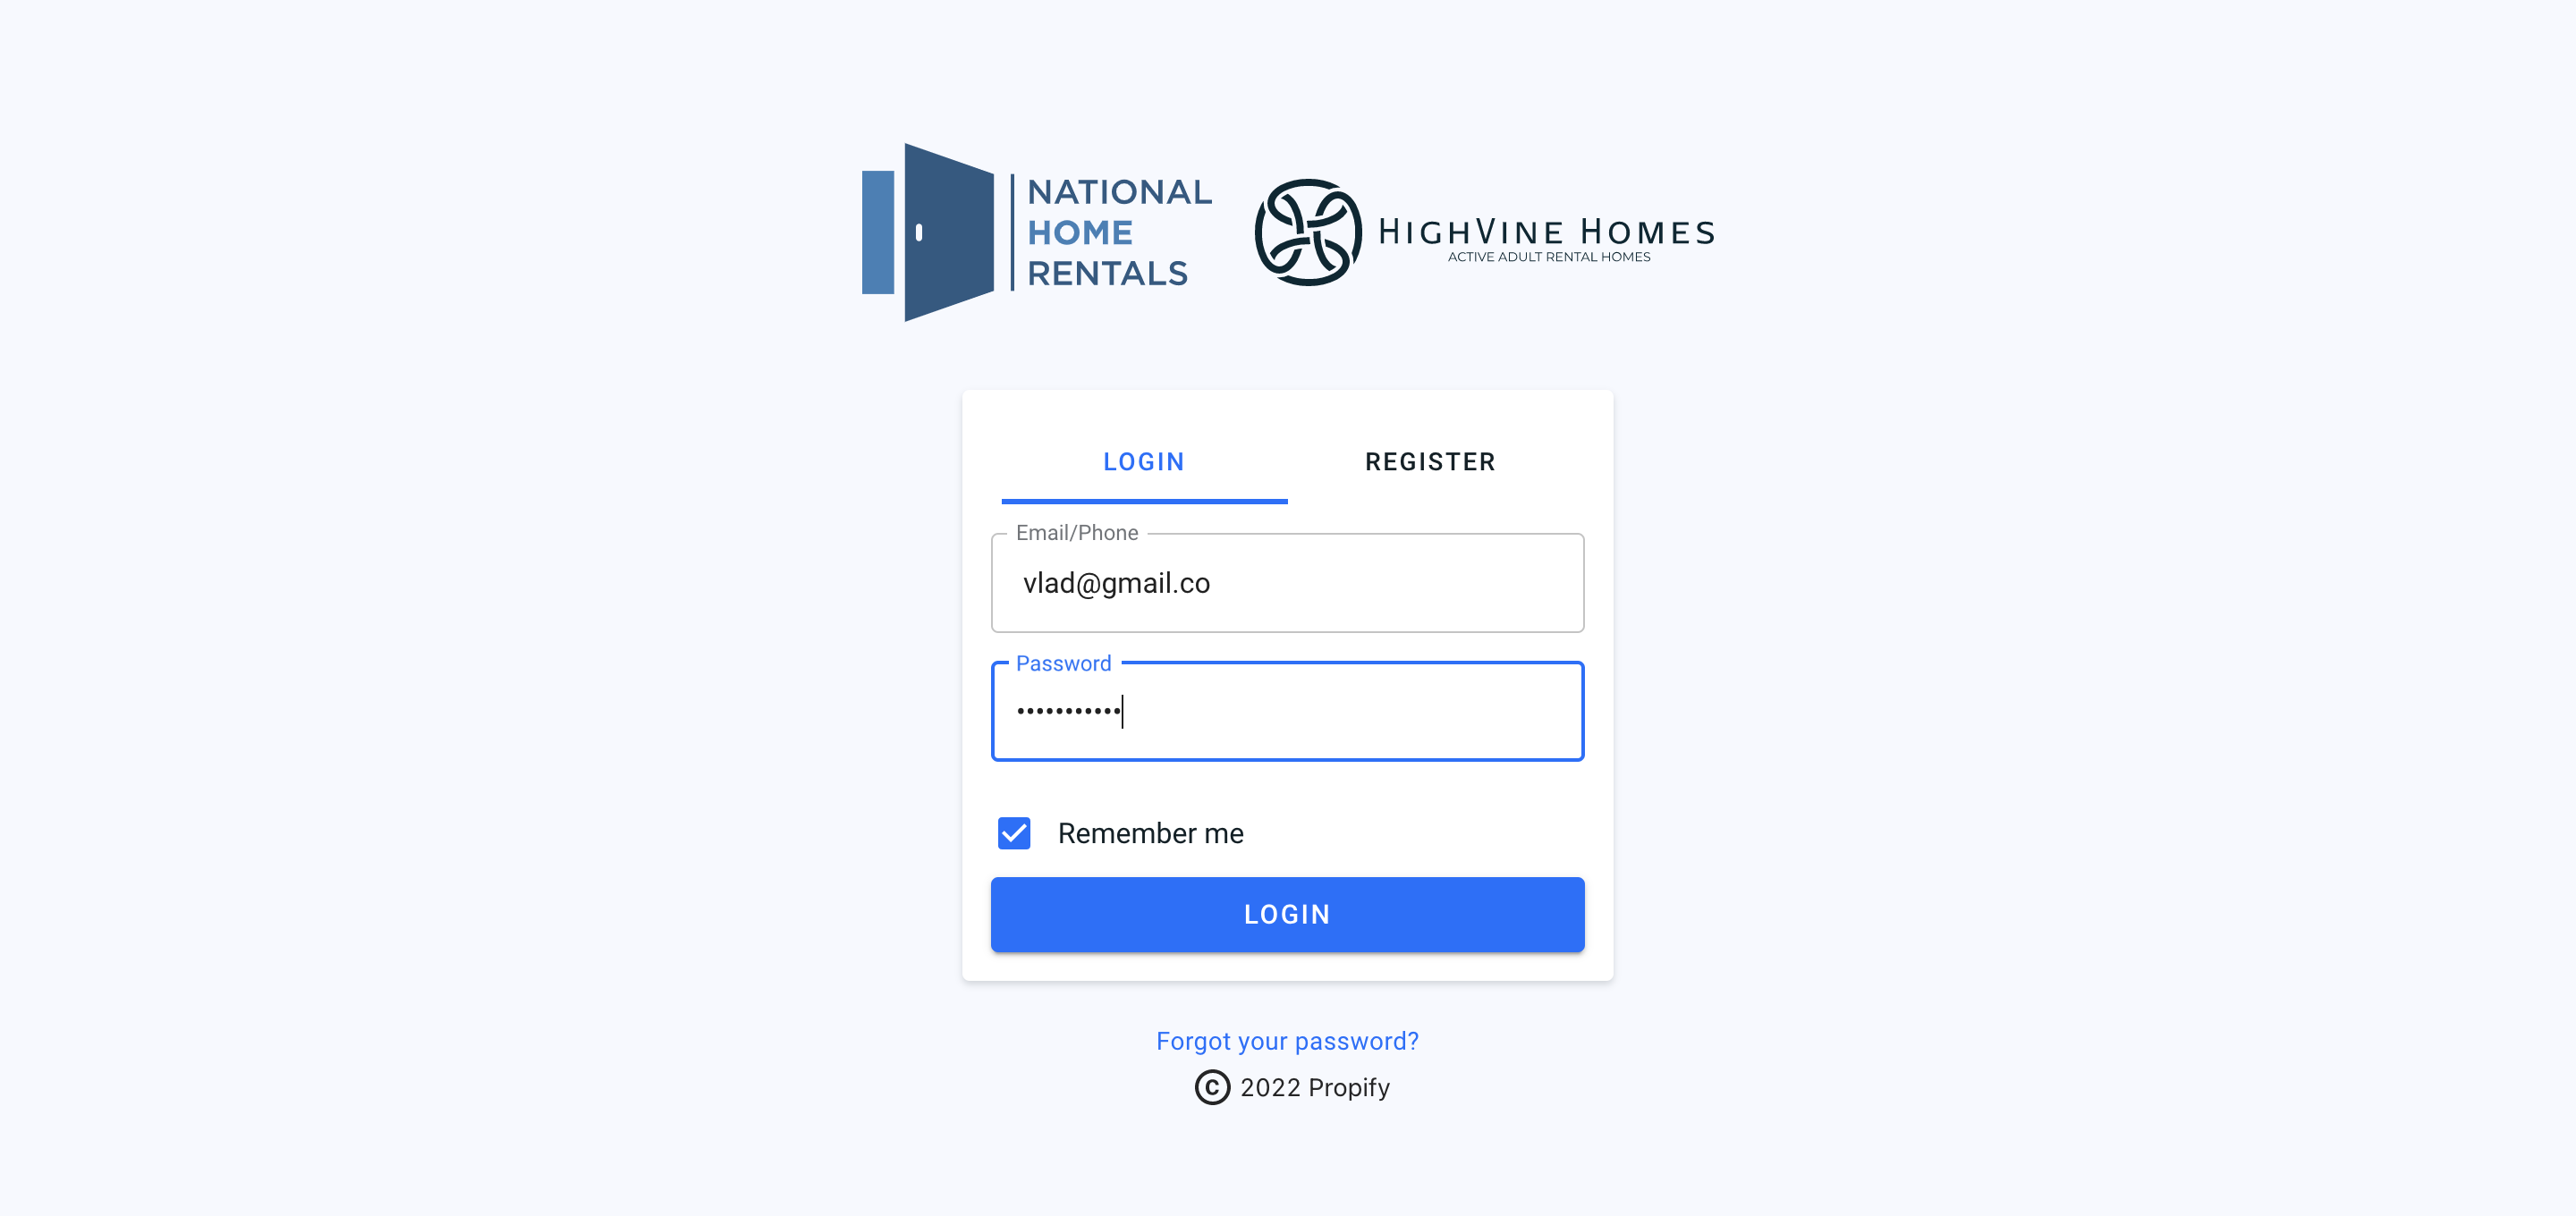 NATIONAL
HOME
RENTALS
HIGHVINE HOMES
ACTIVE ADULT RENTAL HOMES
LOGIN REGISTER
Email/Phone
vlad@gmail.co
Password
•••••••••••
Remember me
LOGIN
Forgot your password?
© 2022 Propify